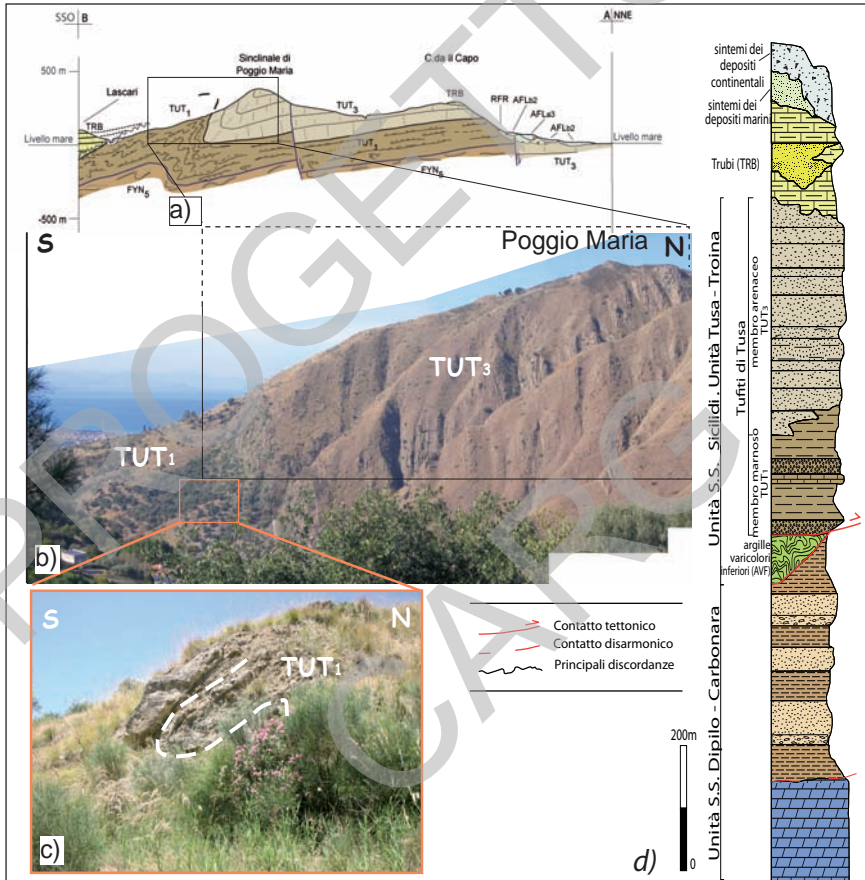 SSO B
A NNE
500 m
Sinclinale di
Poggio Maria
C.da il Capo
Lascari
TRB
TUT1
TUT3
TRB
RFR
AFLb2
AFLa3
AFLb2
Livello mare
Livello mare
TUT1
TUT3
FYN5
FYN5
-500 m
a)
S
Poggio Maria
N
TUT3
TUT1
b)
S
N
TUT1
c)
Contatto tettonico
Contatto disarmonico
Principali discordanze
200m
0
d)
sintemi dei
depositi
continentali
sintemi dei
depositi marini
Trubi (TRB)
Unità S.S. Sicilidi. Unità Tusa - Troina
Tufiti di Tusa
membro arenaceo
TUT3
membro marnoso
TUT1
argille
varicolori
inferiori (AVF)
Unità S.S. Dipilo - Carbonara
PROGETTO
CARG